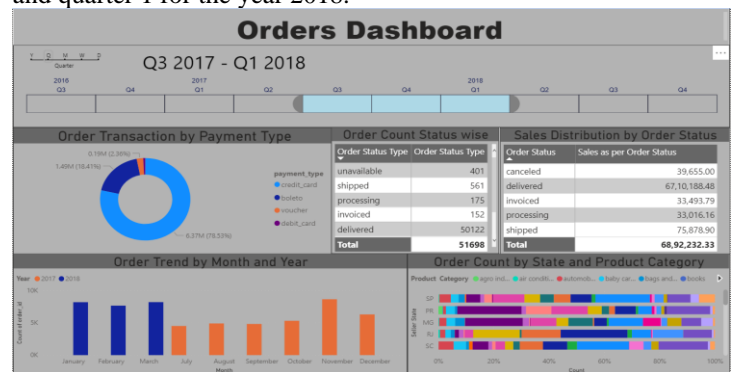 and quarter 1 for the year 2018.
Orders Dashboard
Y Q M W D
Quarter
Q3 2017 - Q1 2018
2016 2017 2018
Q3 Q4 Q1 Q2 Q3 Q4 Q1 Q2 Q3 Q4
Order Transaction by Payment Type
0.19M (2.36%)
1.49M (18.41%)
6.37M (78.53%)
payment_type
credit_card
boleto
voucher
debit_card
Order Count Status wise
Order Status Type Order Status Type
unavailable 401
shipped 561
processing 175
invoiced 152
delivered 50122
Total 51698
Sales Distribution by Order Status
Order Status Sales as per Order Status
canceled 39,655.00
delivered 67,10,188.48
invoiced 33,493.79
processing 33,016.16
shipped 75,878.90
Total 68,92,232.33
Order Trend by Month and Year
Year 2017 2018
Count of order_id
10K
5K
0K
January February March July August September October November December
Month
Order Count by State and Product Category
Product Category agro ind... air conditi... automob... baby car... bags and... books
Seller State
SP
PR
MG
RJ
SC
0% 20% 40% 60% 80% 100%
Count